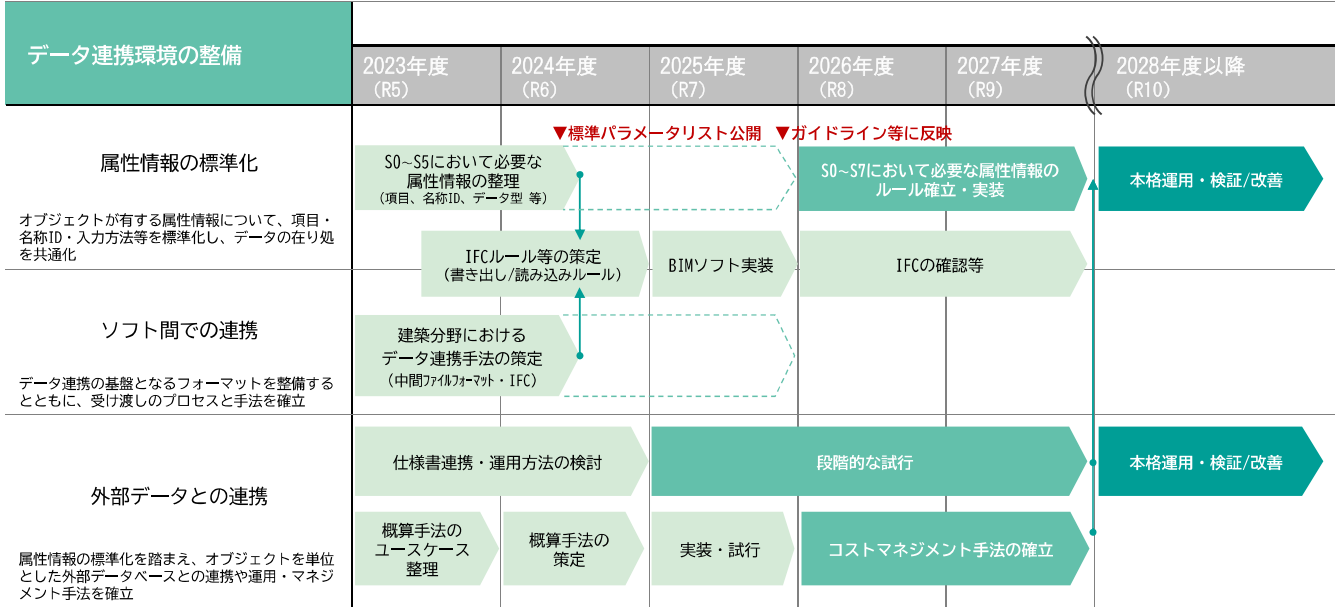 データ連携環境の整備
2023年度
（R5）
2024年度
（R6）
2025年度
（R7）
2026年度
（R8）
2027年度
（R9）
2028年度以降
（R10）
▼標準パラメータリスト公開
▼ガイドライン等に反映
属性情報の標準化
オブジェクトが有する属性情報について、項目・
名称ID・入力方法等を標準化し、データの在り処
を共通化
S0~S5において必要な
属性情報の整理
（項目、名称ID、データ型 等）
S0~S7において必要な属性情報の
ルール確立・実装
本格運用・検証/改善
IFCルール等の策定
（書き出し/読み込みルール）
BIMソフト実装
IFCの確認等
ソフト間での連携
データ連携の基盤となるフォーマットを整備する
とともに、受け渡しのプロセスと手法を確立
建築分野における
データ連携手法の策定
（中間ﾌｧｲﾙﾌｫｰﾏｯﾄ・IFC）
外部データとの連携
属性情報の標準化を踏まえ、オブジェクトを単位
とした外部データベースとの連携や運用・マネジ
メント手法を確立
仕様書連携・運用方法の検討
段階的な試行
本格運用・検証/改善
概算手法の
ユースケース
整理
概算手法の
策定
実装・試行
コストマネジメント手法の確立